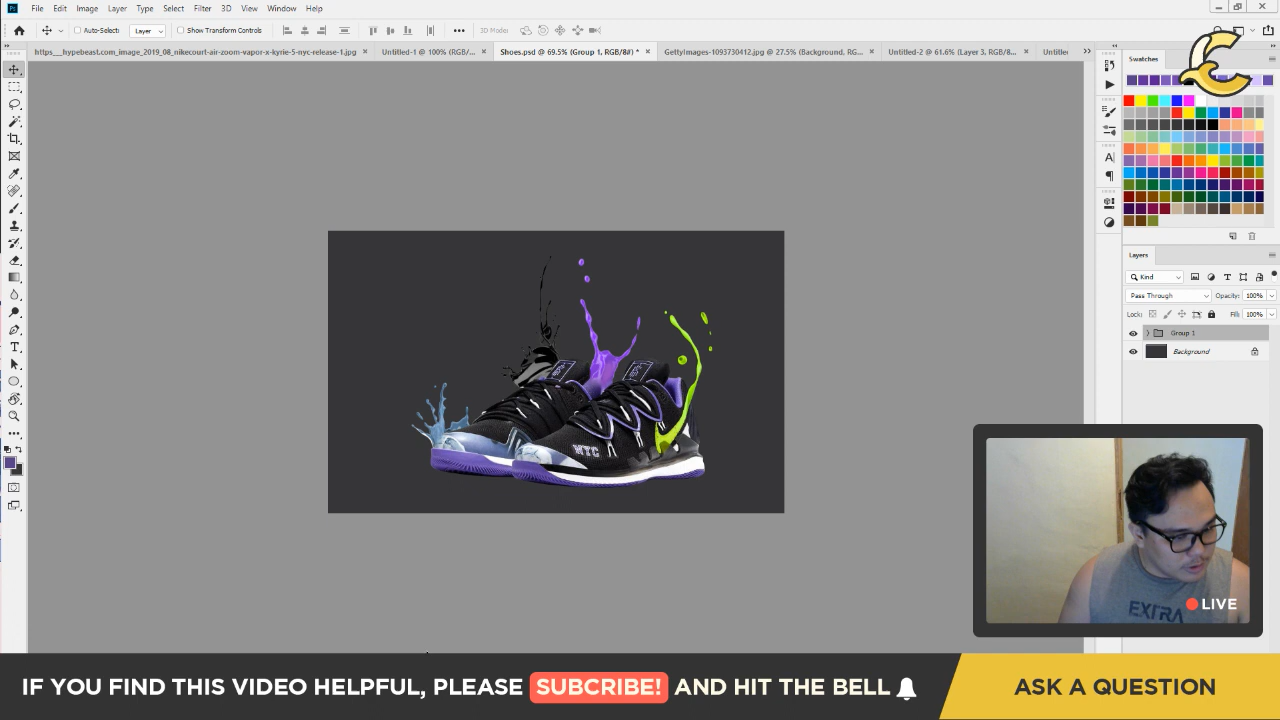 File Edit Image Layer Type Select Filter 3D View Window Help
Auto-Select: Layer Show Transform Controls 3D Mode:
https___hypebeast.com_image_2019_08_nikecourt-air-zoom-vapor-x-kyrie-5-nyc-release-1.jpg
Untitled-1 @ 100% (RGB/...
Shoes.psd @ 69.5% (Group 1, RGB/8#) *
GettyImages-1093730412.jpg @ 27.5% (Background, RG...
Untitled-2 @ 61.6% (Layer 3, RGB/8...
Untitle
Swatches
Layers
Kind
Pass Through Opacity: 100%
Lock: Fill: 100%
Group 1
Background
NYC
EXTRA
LIVE
IF YOU FIND THIS VIDEO HELPFUL, PLEASE SUBCRIBE! AND HIT THE BELL
ASK A QUESTION